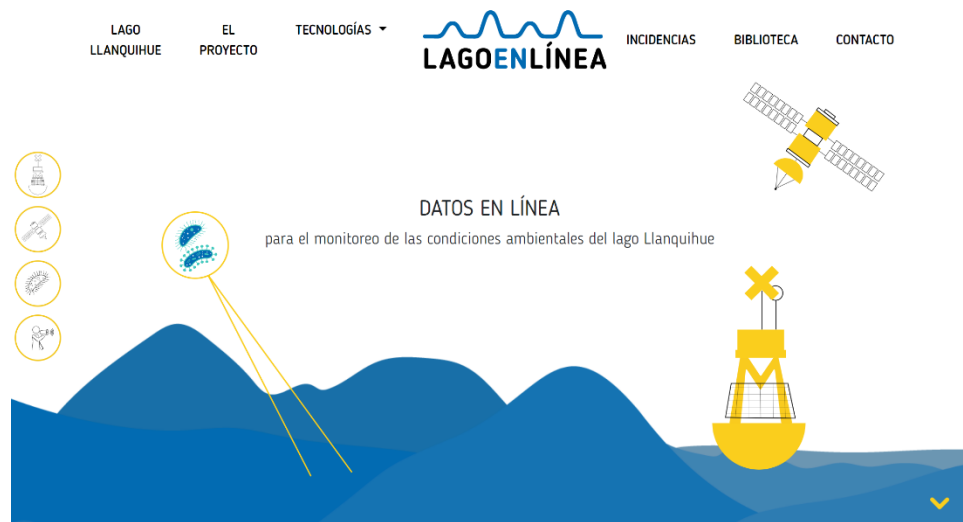 LAGO
LLANQUIHUE
EL
PROYECTO
TECNOLOGÍAS
LAGOENLÍNEA
INCIDENCIAS
BIBLIOTECA
CONTACTO
DATOS EN LÍNEA
para el monitoreo de las condiciones ambientales del lago Llanquihue